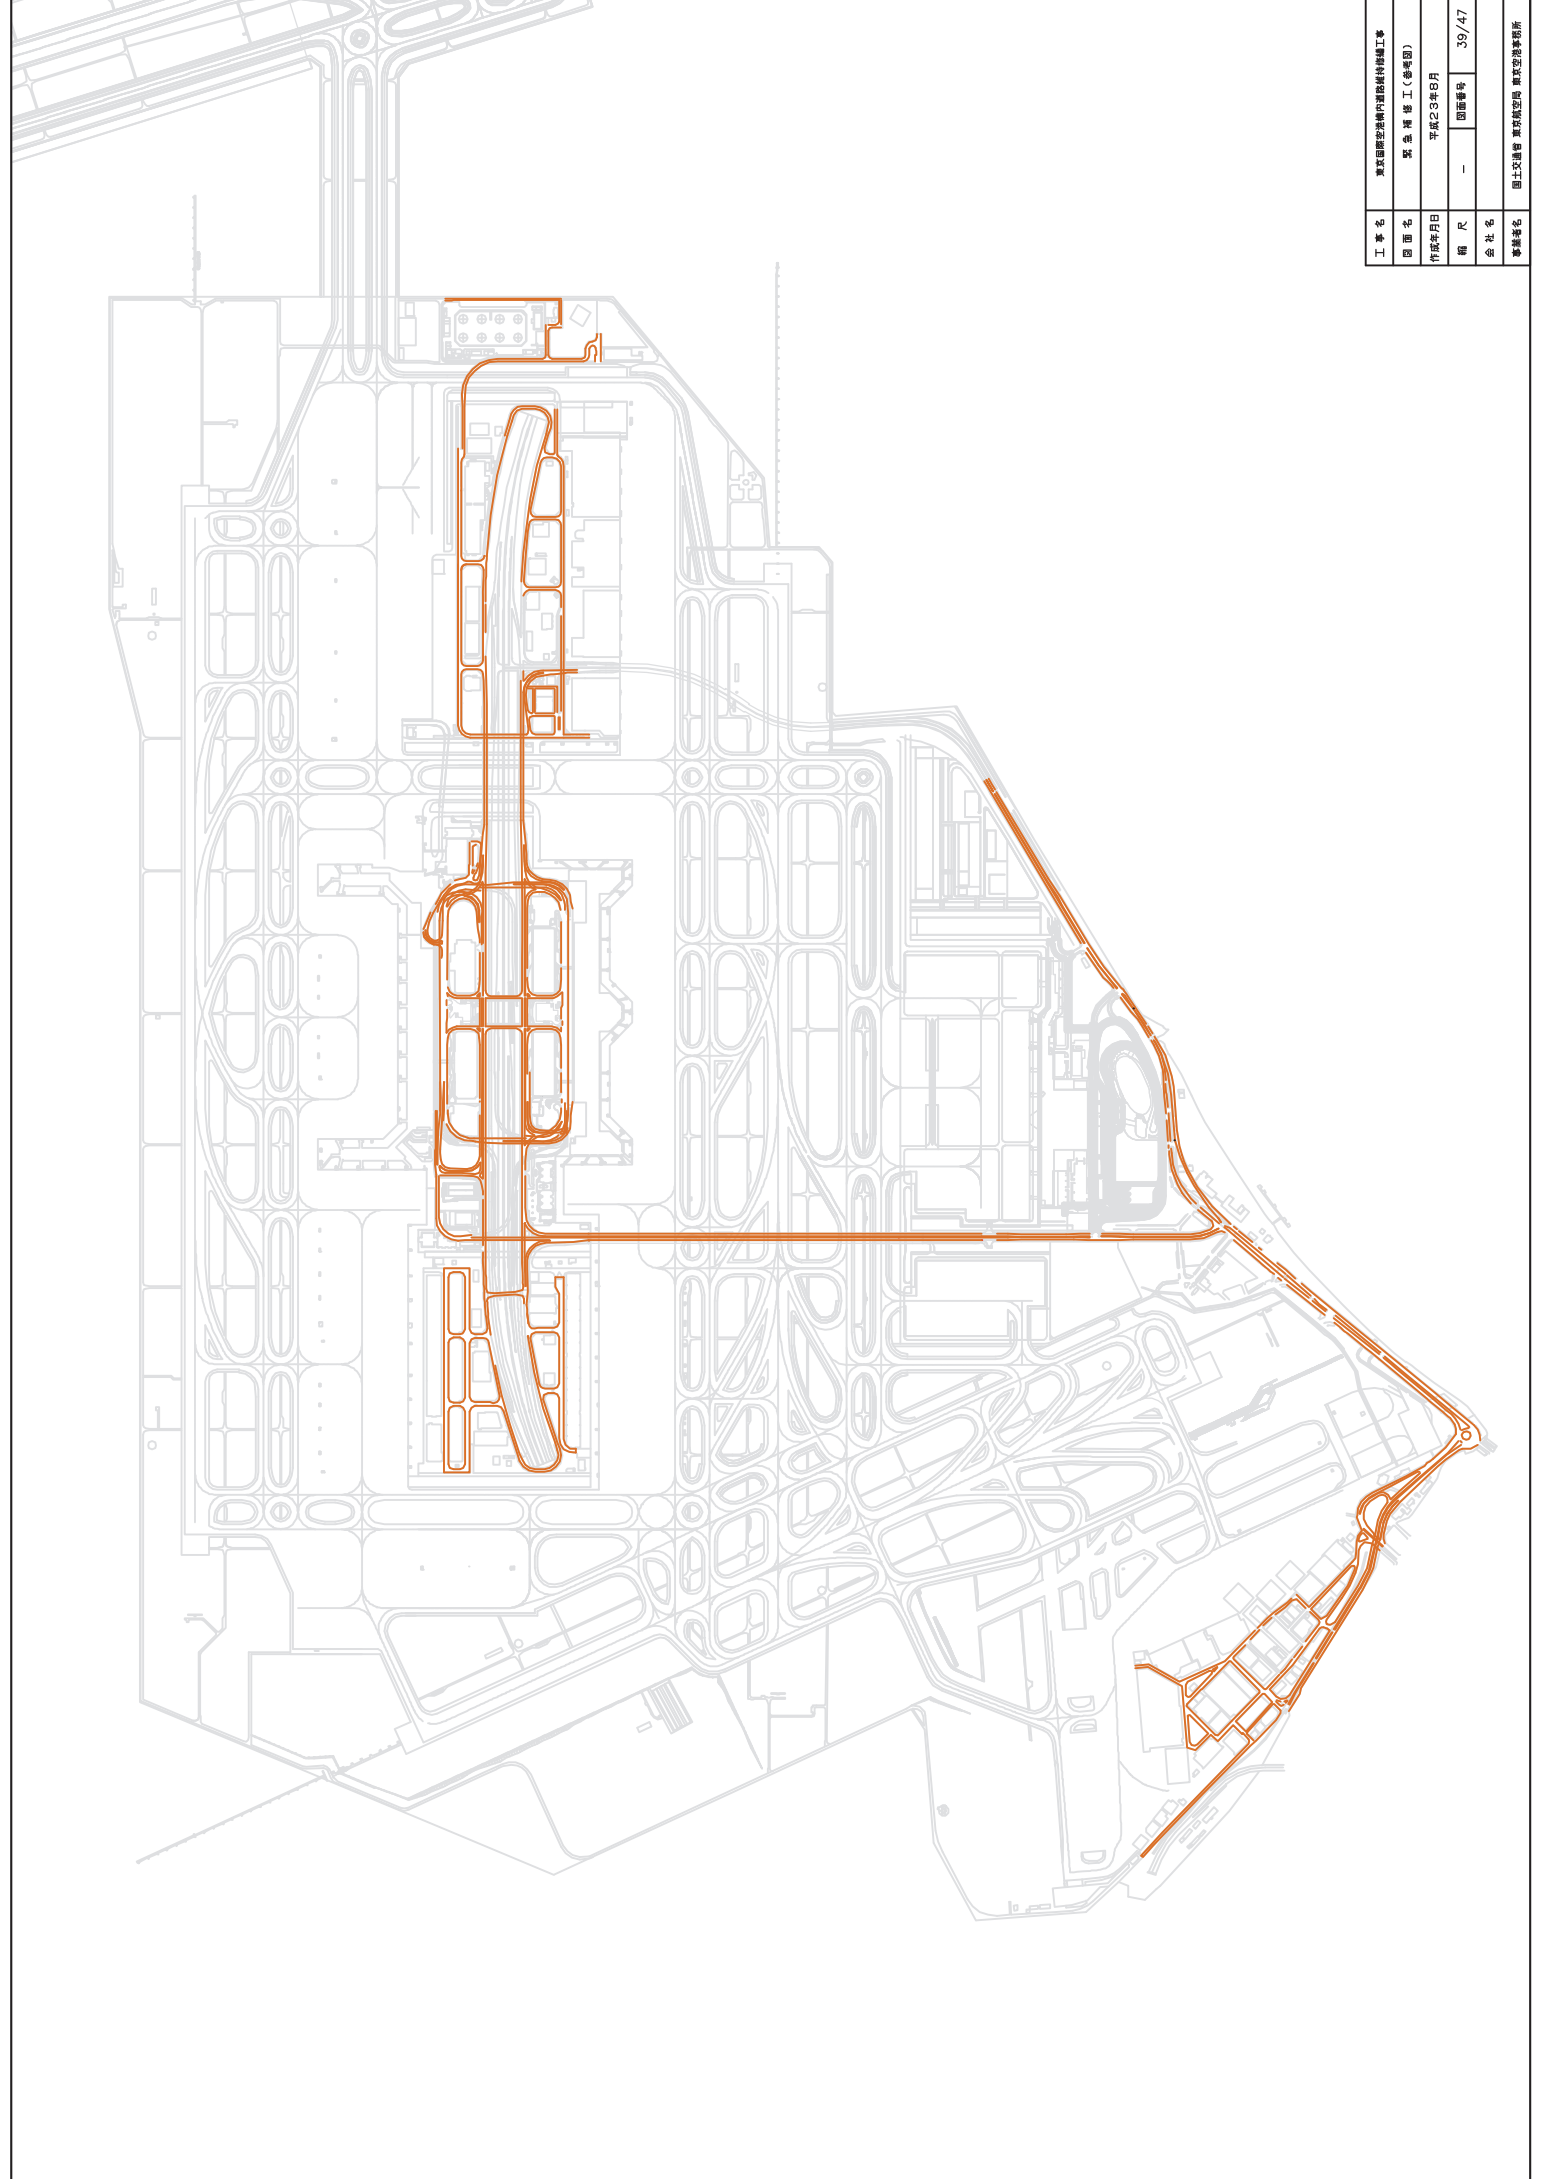 工事名 東京国際空港構内道路維持修繕工事
図面名 緊急補修工(参考図)
作成年月日 平成23年8月
縮尺 － 図面番号 39/47
会社名
事業者名 国土交通省 東京航空局 東京空港事務所